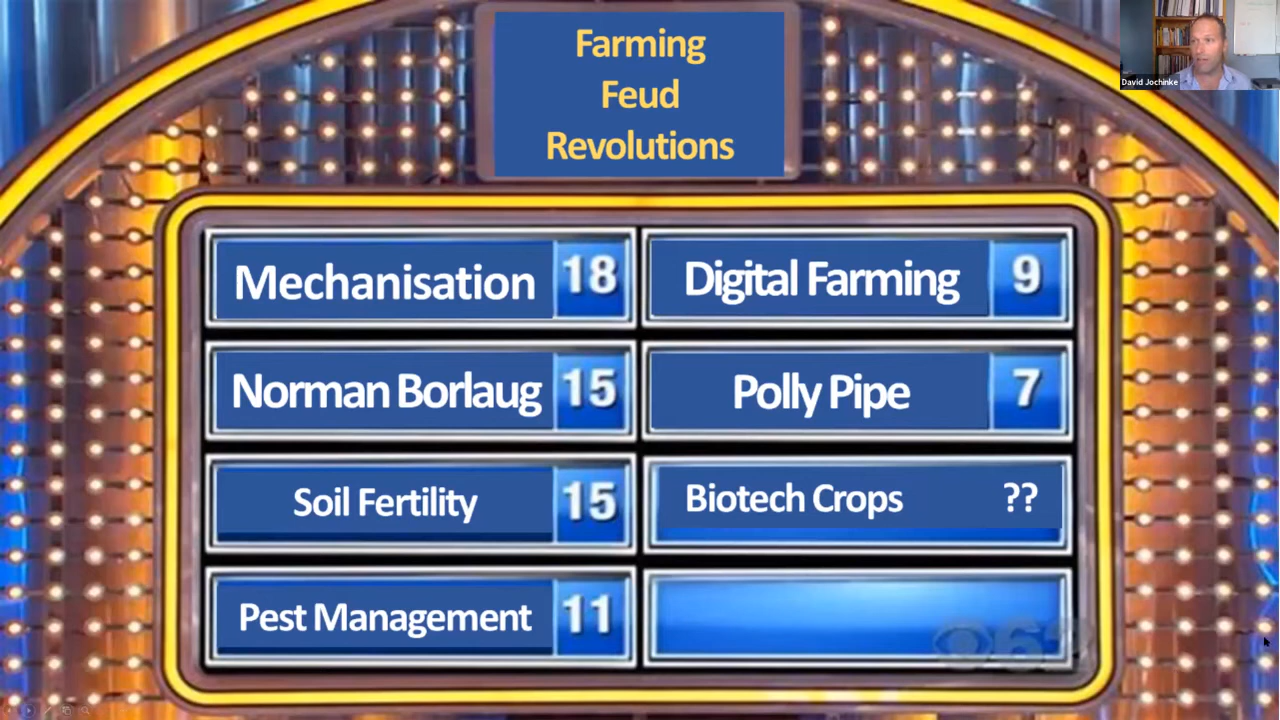 Farming
Feud
Revolutions
David Jochinke
Mechanisation 18
Digital Farming 9
Norman Borlaug 15
Polly Pipe 7
Soil Fertility 15
Biotech Crops ??
Pest Management 11